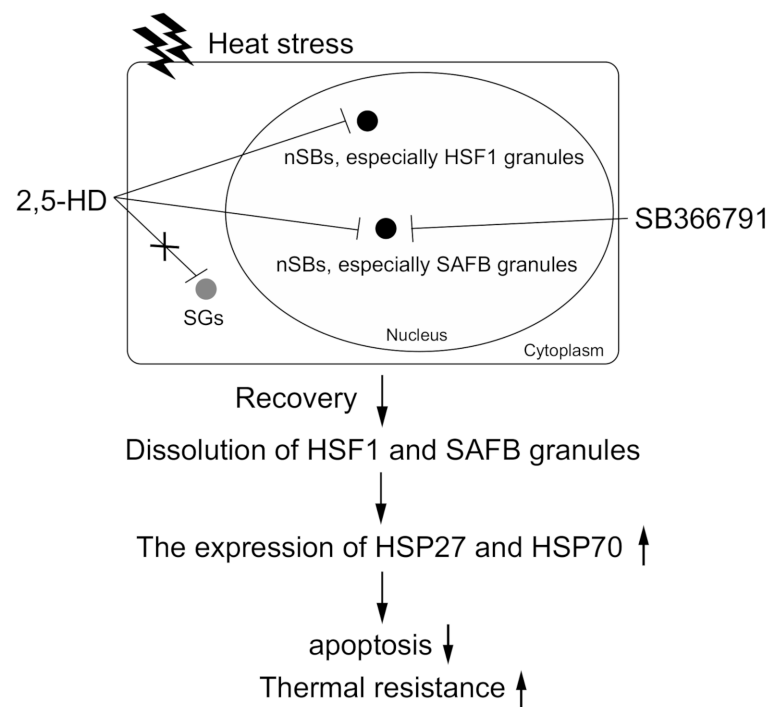 Heat stress
nSBs, especially HSF1 granules
2,5-HD
SB366791
nSBs, especially SAFB granules
SGs
Nucleus
Cytoplasm
Recovery
Dissolution of HSF1 and SAFB granules
The expression of HSP27 and HSP70
apoptosis
Thermal resistance